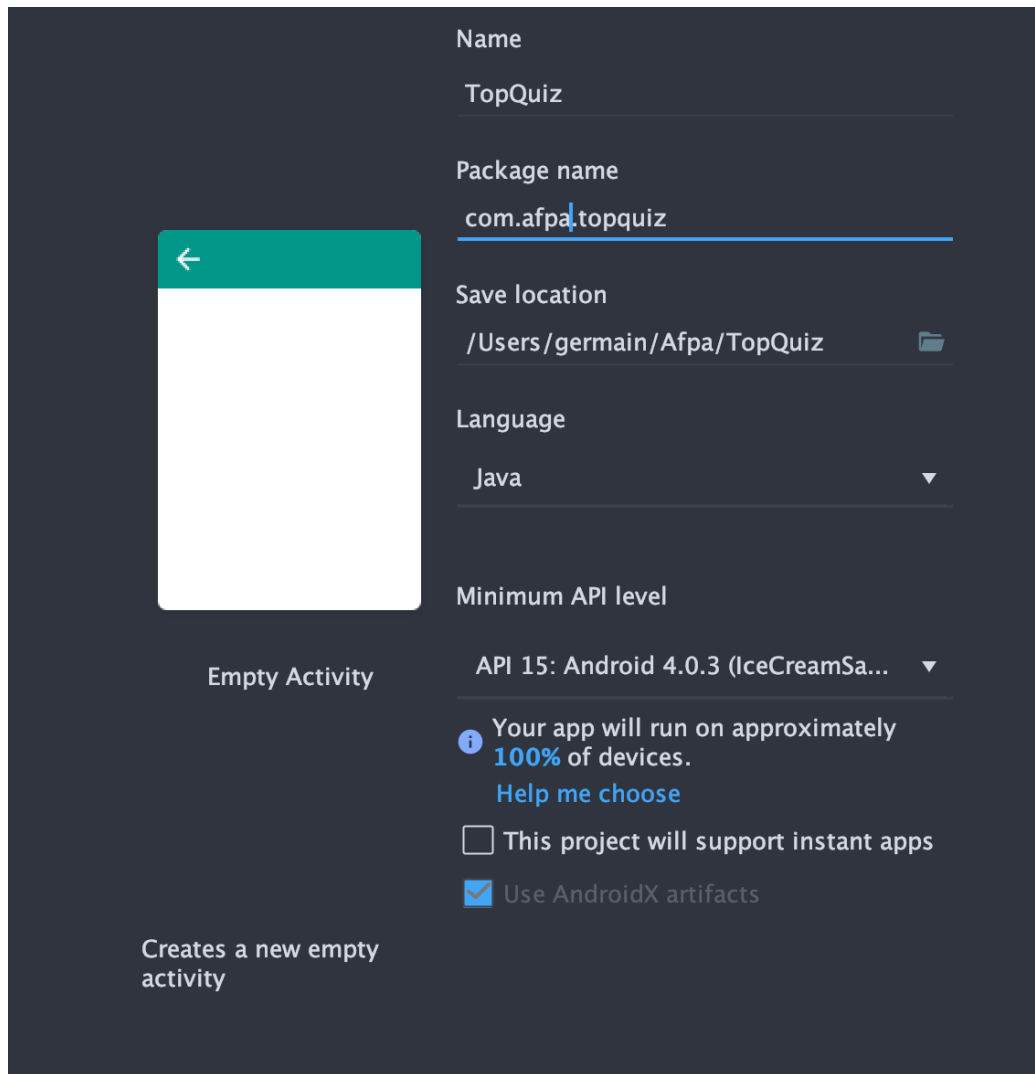 Name
TopQuiz
Package name
com.afpa.topquiz
Save location
/Users/germain/Afpa/TopQuiz
Language
Java
Minimum API level
API 15: Android 4.0.3 (IceCreamSa...
Your app will run on approximately
100% of devices.
Help me choose
This project will support instant apps
Use AndroidX artifacts
Empty Activity
Creates a new empty
activity